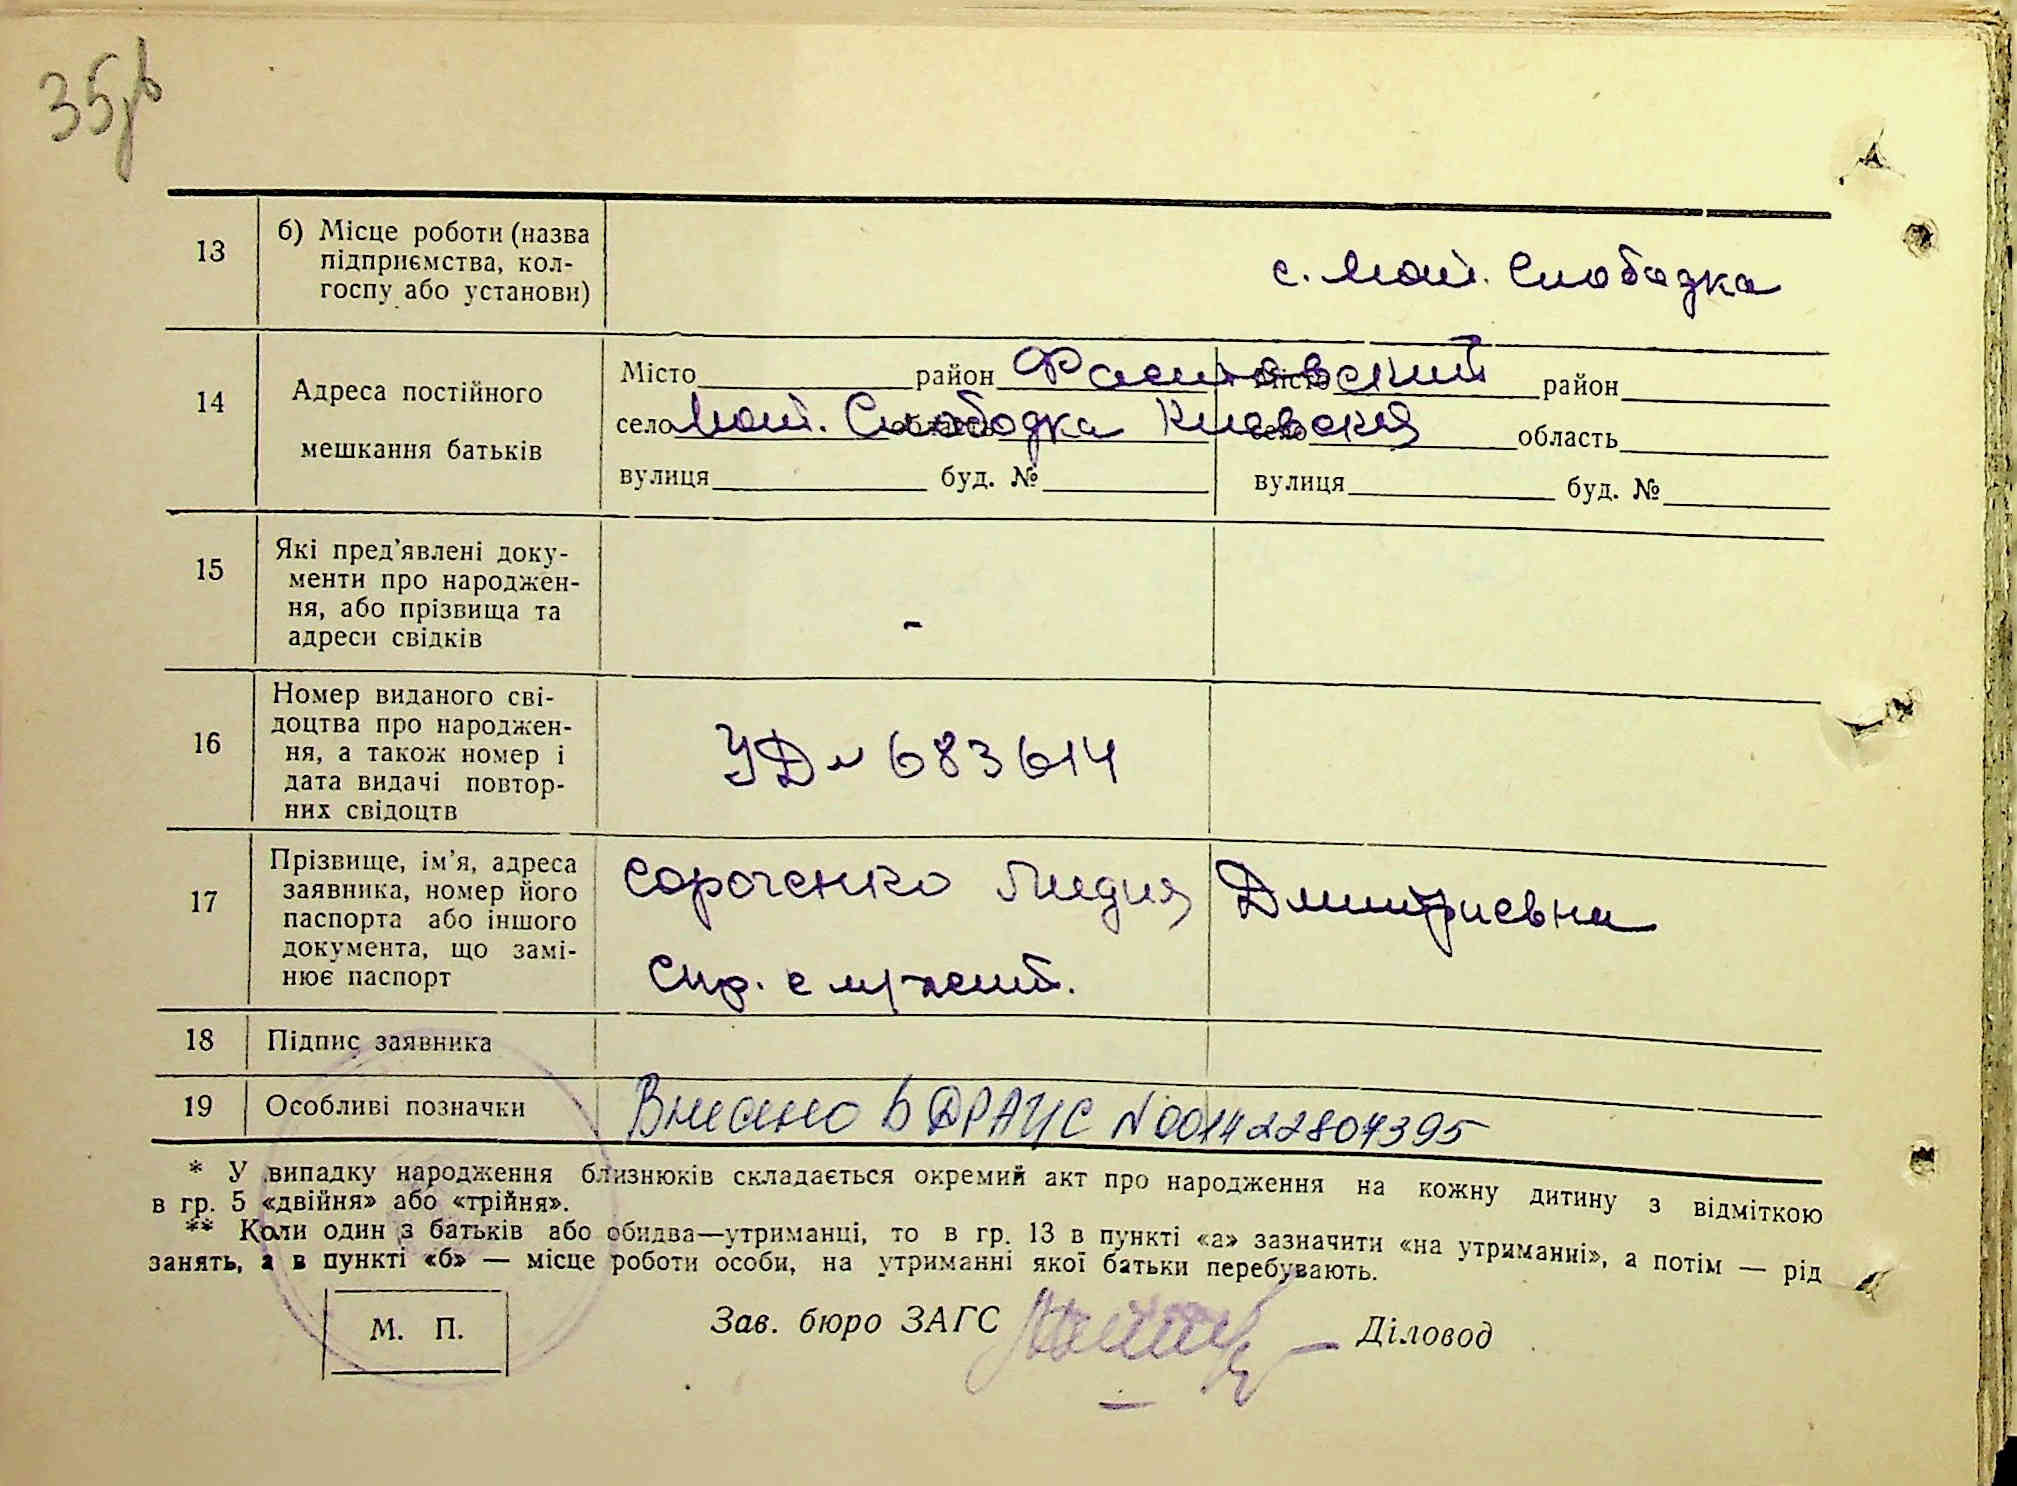 35
13
б) Місце роботи (назва
підприємства, кол-
госпу або установи)
с. Мот. Слободка
14
Адреса постійного
мешкання батьків
Місто район Фастовский Місто район
село Мот. Слободка область Киевская село область
вулиця буд. № вулиця буд. №
15
Які пред’явлені доку-
менти про народжен-
ня, або прізвища та
адреси свідків
-
16
Номер виданого сві-
доцтва про народжен-
ня, а також номер і
дата видачі повтор-
них свідоцтв
УД № 683614
17
Прізвище, ім’я, адреса
заявника, номер його
паспорта або іншого
документа, що замі-
нює паспорт
Сороченко Лидия Дмитриевна
Спр. с
18
Підпис заявника
19
Особливі позначки
Внесено в ДРАЦС N 001422807395
* У випадку народження близнюків складається окремий акт про народження на кожну дитину з відміткою
в гр. 5 «двійня» або «трійня».
** Коли один з батьків або обидва—утриманці, то в гр. 13 в пункті «а» зазначити «на утриманні», а потім — рід
занять, а в пункті «б» — місце роботи особи, на утриманні якої батьки перебувають.
М. П.
Зав. бюро ЗАГС
Діловод